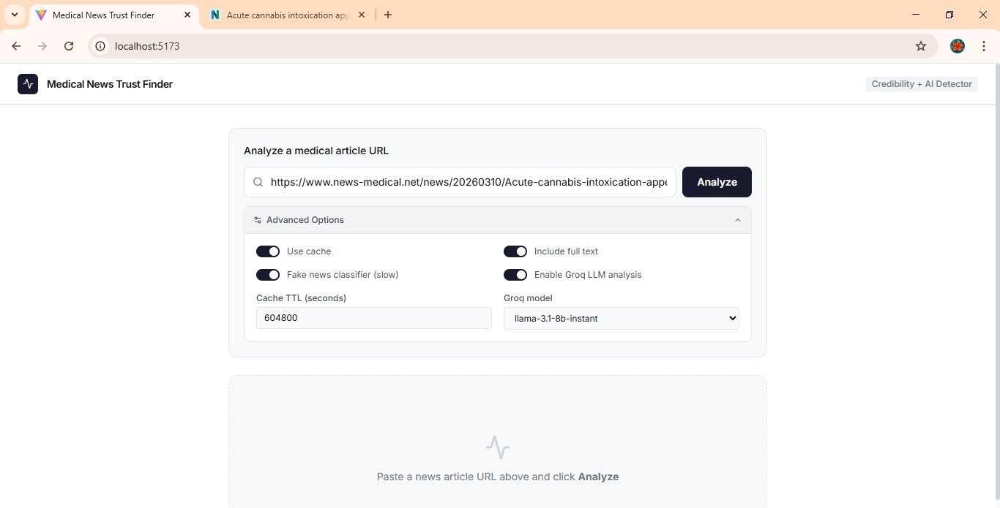 Medical News Trust Finder
Acute cannabis intoxication app
localhost:5173
Medical News Trust Finder
Credibility + AI Detector
Analyze a medical article URL
https://www.news-medical.net/news/20260310/Acute-cannabis-intoxication-appe
Analyze
Advanced Options
Use cache
Include full text
Fake news classifier (slow)
Enable Groq LLM analysis
Cache TTL (seconds)
Groq model
604800
llama-3.1-8b-instant
Paste a news article URL above and click Analyze